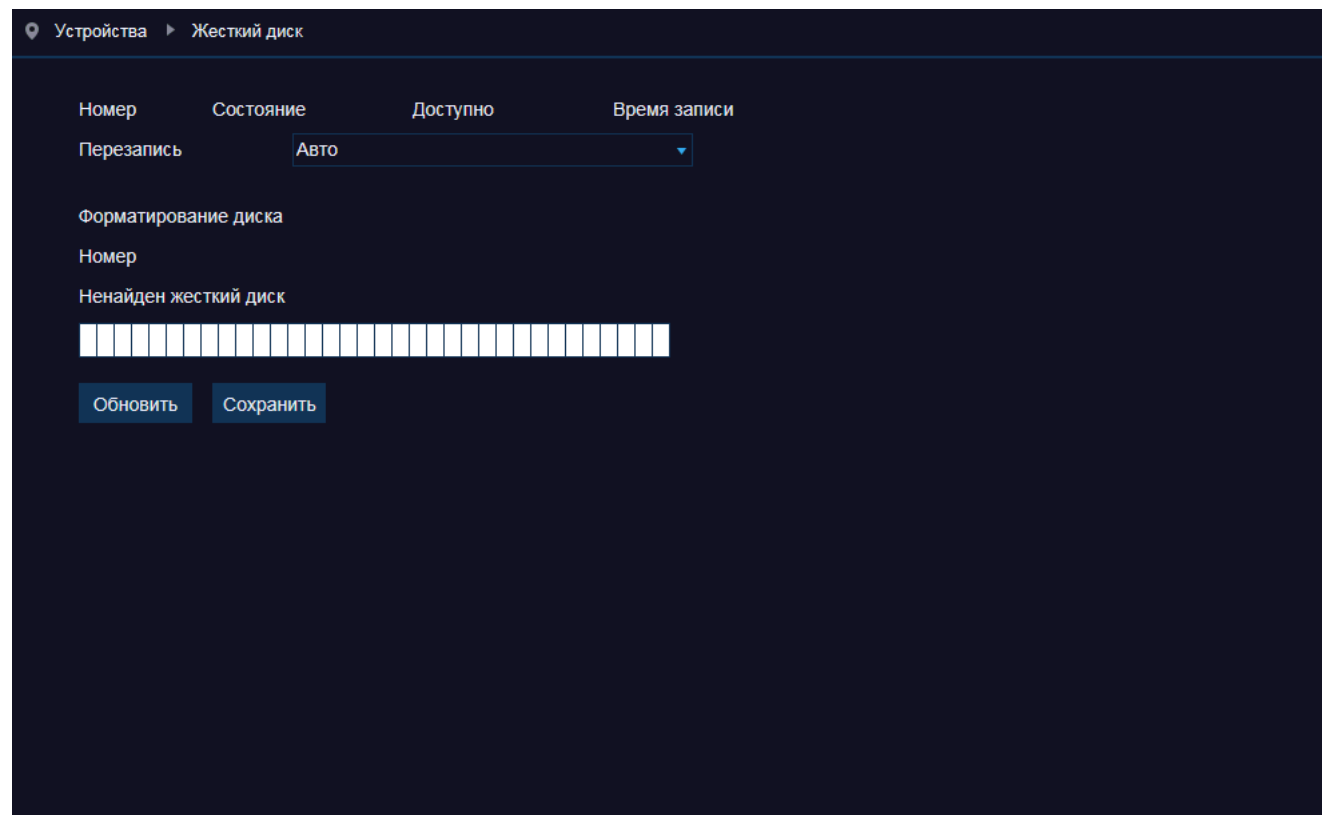 Устройства Жесткий диск
Номер Состояние Доступно Время записи
Перезапись Авто
Форматирование диска
Номер
Ненайден жесткий диск
Обновить Сохранить